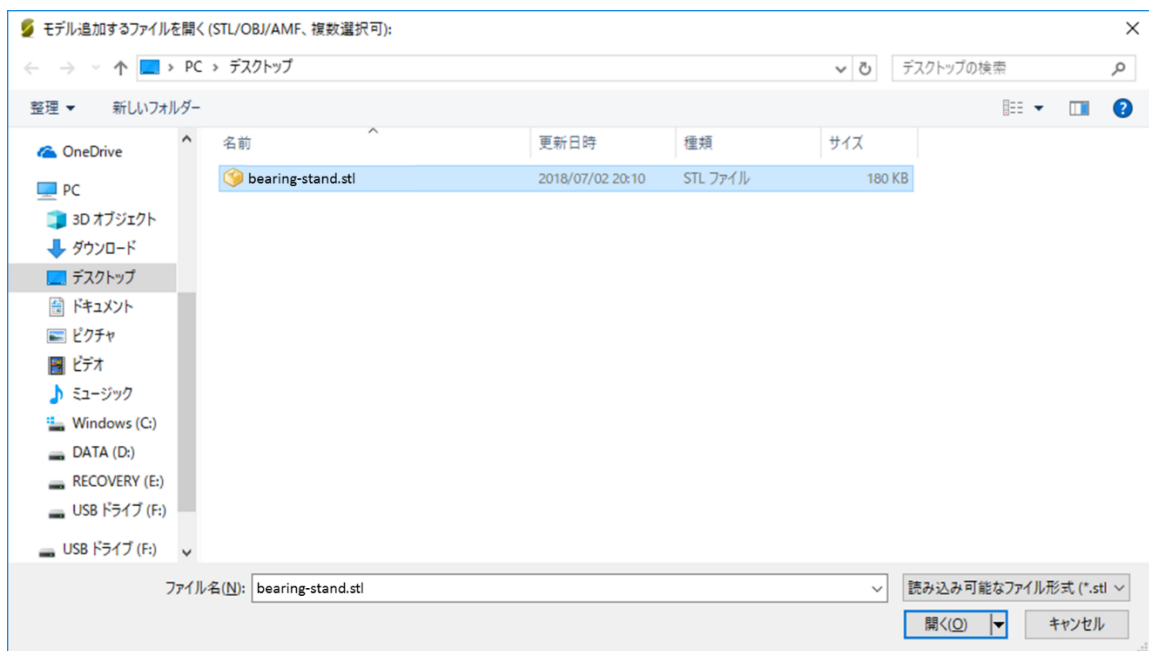 モデル追加するファイルを開く(STL/OBJ/AMF、複数選択可):
PC › デスクトップ
デスクトップの検索
整理
新しいフォルダー
名前
更新日時
種類
サイズ
bearing-stand.stl
2018/07/02 20:10
STL ファイル
180 KB
OneDrive
PC
3D オブジェクト
ダウンロード
デスクトップ
ドキュメント
ピクチャ
ビデオ
ミュージック
Windows (C:)
DATA (D:)
RECOVERY (E:)
USB ドライブ (F:)
USB ドライブ (F:)
ファイル名(N):
bearing-stand.stl
読み込み可能なファイル形式 (*.stl
開く(O)
キャンセル